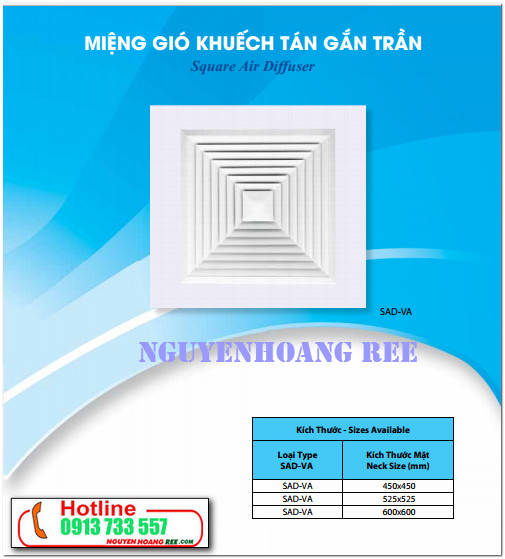 MIỆNG GIÓ KHUẾCH TÁN GẮN TRẦN
Square Air Diffuser
SAD-VA
NGUYENHOANG REE
Kích Thước - Sizes Available
Loại Type SAD-VA
Kích Thước Mặt Neck Size (mm)
SAD-VA 450x450
SAD-VA 525x525
SAD-VA 600x600
Hotline
0913 733 557
NGUYEN HOANG REE .COM